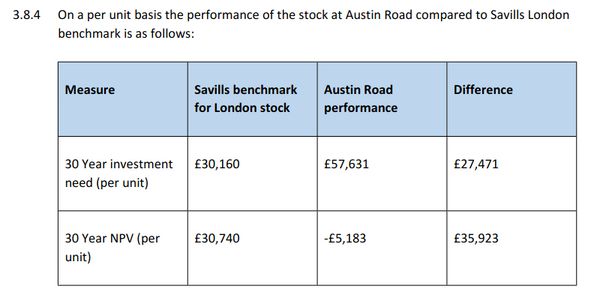 3.8.4 On a per unit basis the performance of the stock at Austin Road compared to Savills London
benchmark is as follows:
Measure
Savills benchmark
for London stock
Austin Road
performance
Difference
30 Year investment
need (per unit)
£30,160
£57,631
£27,471
30 Year NPV (per
unit)
£30,740
-£5,183
£35,923